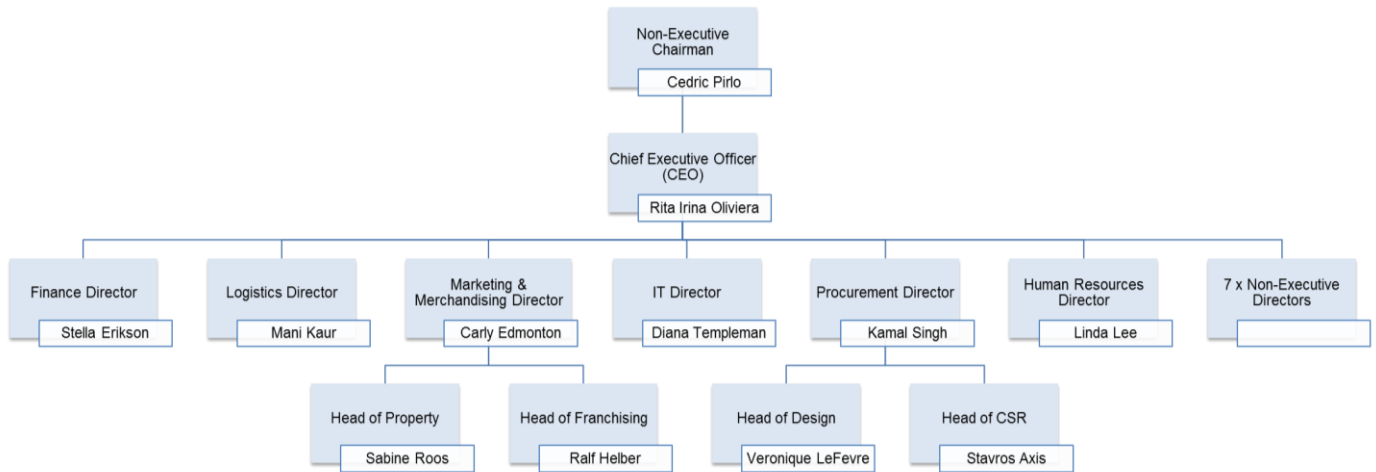 Non-Executive
Chairman
Cedric Pirlo
Chief Executive Officer
(CEO)
Rita Irina Oliviera
Finance Director
Stella Erikson
Logistics Director
Mani Kaur
Marketing &
Merchandising Director
Carly Edmonton
IT Director
Diana Templeman
Procurement Director
Kamal Singh
Human Resources
Director
Linda Lee
7 x Non-Executive
Directors
Head of Property
Sabine Roos
Head of Franchising
Ralf Helber
Head of Design
Veronique LeFevre
Head of CSR
Stavros Axis